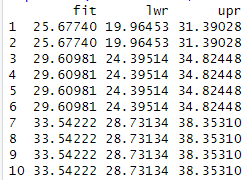 fit lwr upr
1 25.67740 19.96453 31.39028
2 25.67740 19.96453 31.39028
3 29.60981 24.39514 34.82448
4 29.60981 24.39514 34.82448
5 29.60981 24.39514 34.82448
6 29.60981 24.39514 34.82448
7 33.54222 28.73134 38.35310
8 33.54222 28.73134 38.35310
9 33.54222 28.73134 38.35310
10 33.54222 28.73134 38.35310